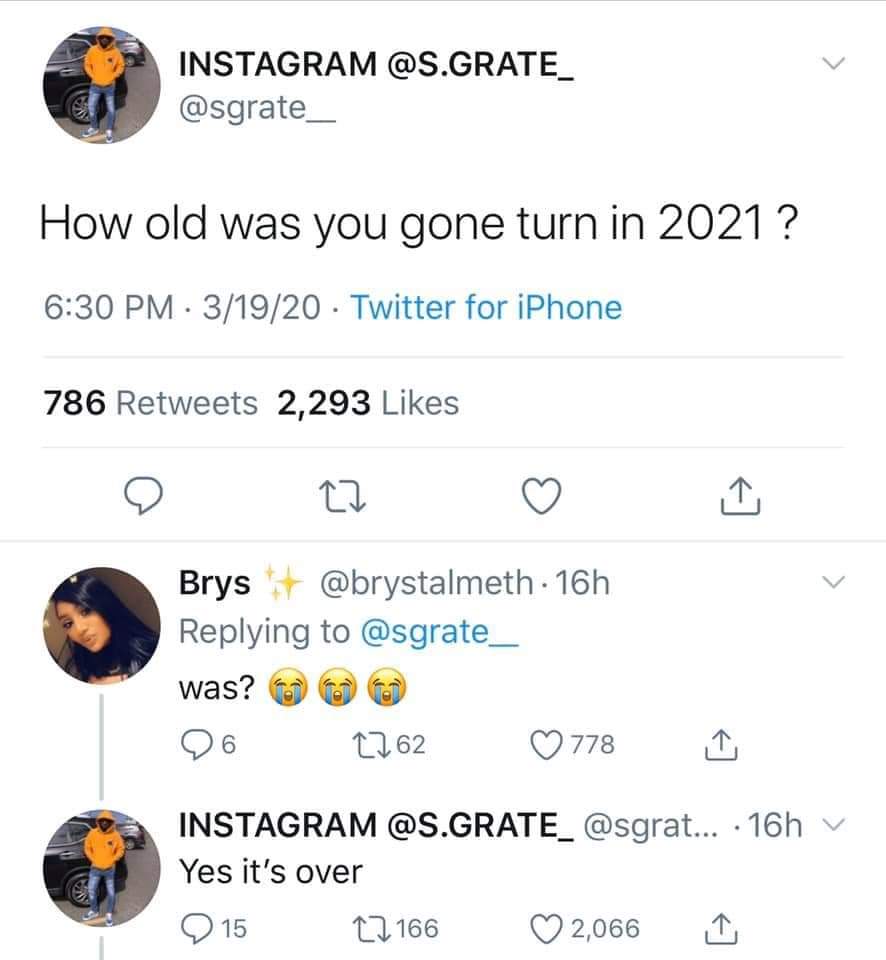 INSTAGRAM @S.GRATE_
@sgrate__
How old was you gone turn in 2021 ?
6:30 PM · 3/19/20 · Twitter for iPhone
786 Retweets 2,293 Likes
Brys ✨ @brystalmeth · 16h
Replying to @sgrate__
was? 😭😭😭
6 62 778
INSTAGRAM @S.GRATE_ @sgrat... · 16h
Yes it’s over
15 166 2,066